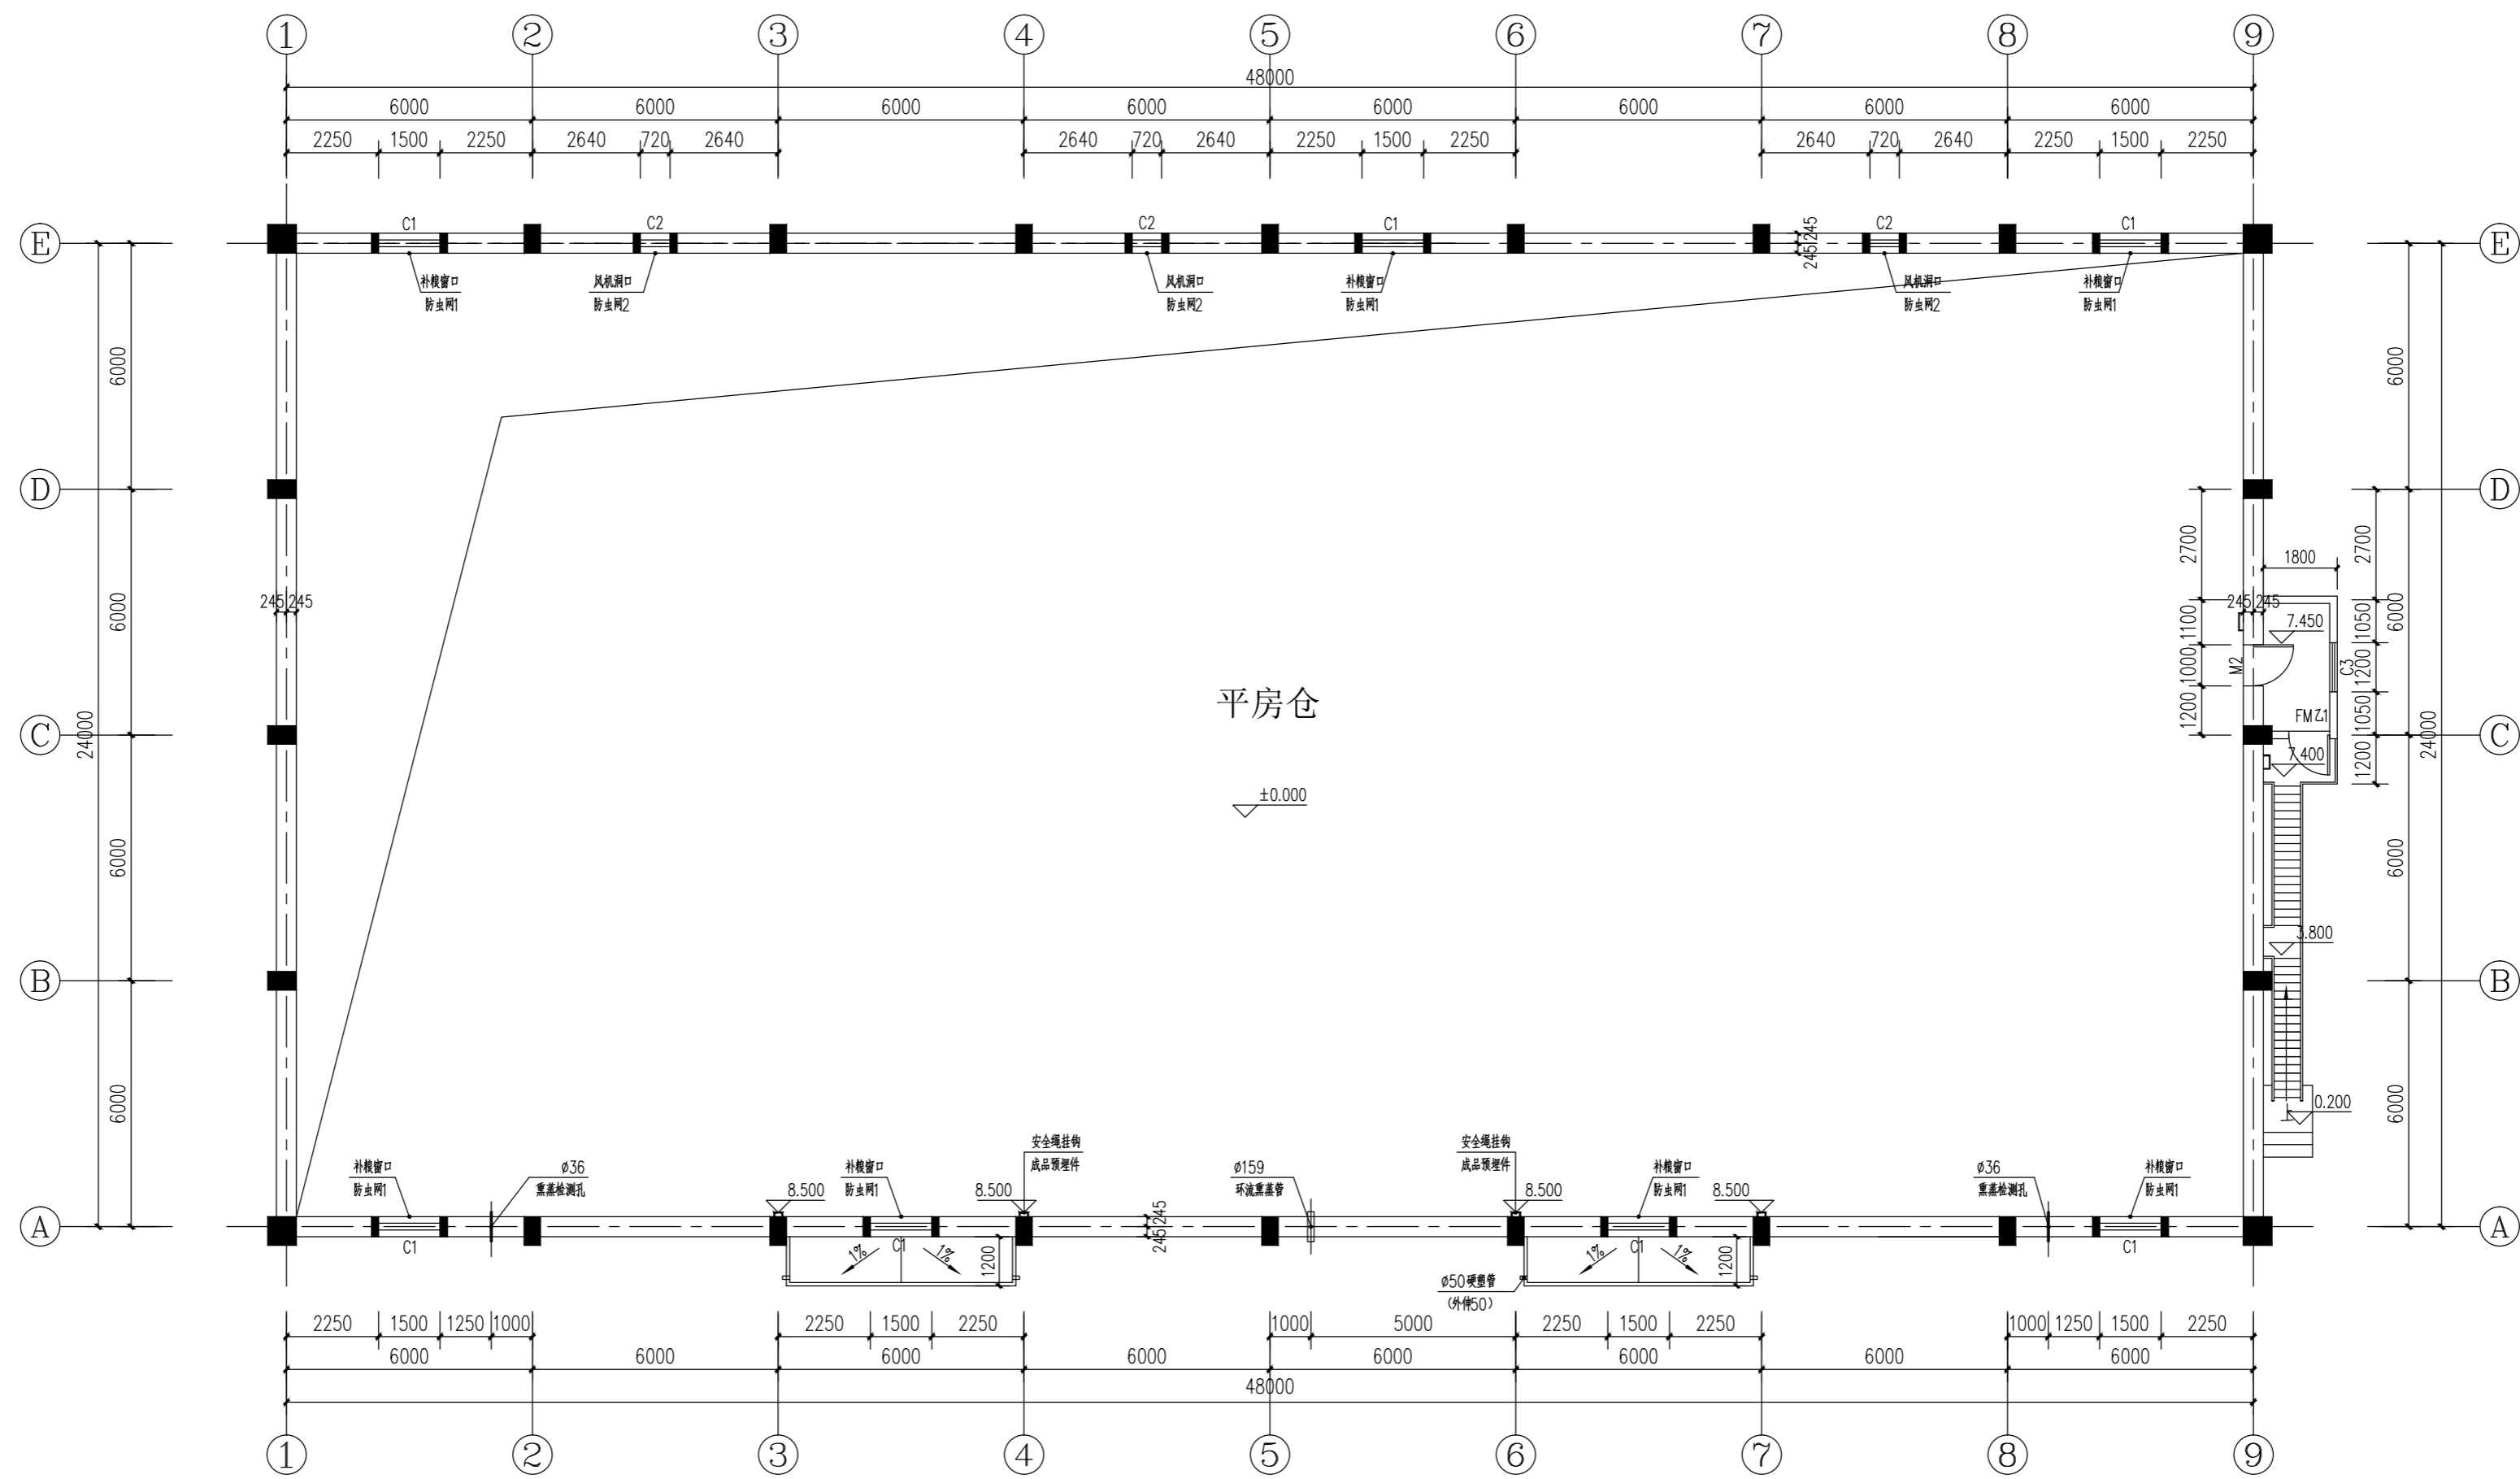 1 2 3 4 5 6 7 8 9
48000
6000 6000 6000 6000 6000 6000 6000 6000
2250 1500 2250 2640 720 2640 2640 720 2640 2250 1500 2250 2640 720 2640 2250 1500 2250
C1 C2 C2 C1 C2 C1
E E
245 245
补粮窗口 风机洞口 风机洞口 补粮窗口 风机洞口 补粮窗口
防虫网1 防虫网2 防虫网2 防虫网1 防虫网2 防虫网1
6000 6000
D D
2700 2700
1800
245 245 245 245
6000 6000
1100 1050
7.450
M2 C3
1000 1200
平房仓
1200 1050
FM乙1
C C
24000 24000
7.400
1200
±0.000
6000 6000
3.800
B B
6000 6000
0.200
安全绳挂钩 安全绳挂钩
成品预埋件 成品预埋件
补粮窗口 ø36 补粮窗口 ø159 补粮窗口 ø36 补粮窗口
防虫网1 熏蒸检测孔 防虫网1 环流熏蒸管 防虫网1 熏蒸检测孔 防虫网1
8.500 8.500 8.500 8.500
245 245
A A
C1 C1 C1 C1
1% 1% 1200 1% 1% 1200
ø50硬塑管
(外伸50)
2250 1500 1250 1000 2250 1500 2250 1000 5000 2250 1500 2250 1000 1250 1500 2250
6000 6000 6000 6000 6000 6000 6000 6000
48000
1 2 3 4 5 6 7 8 9